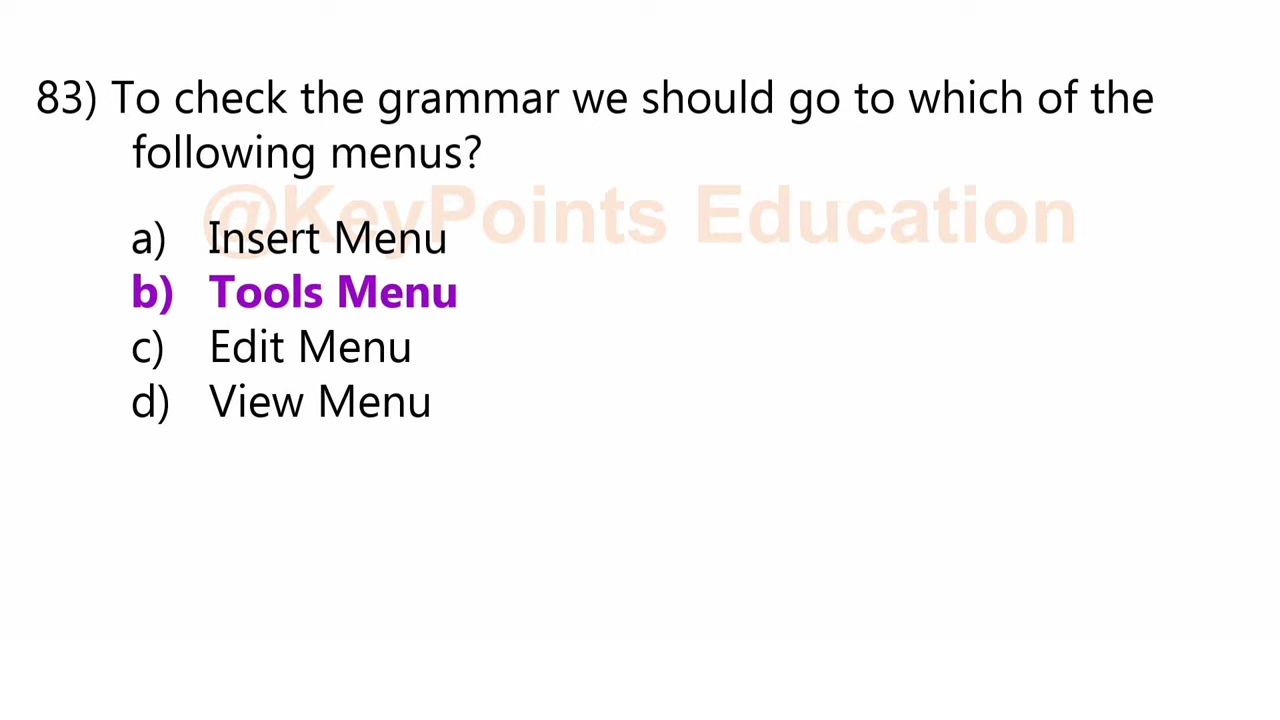 83) To check the grammar we should go to which of the
following menus?
@KeyPoints Education
a) Insert Menu
b) Tools Menu
c) Edit Menu
d) View Menu